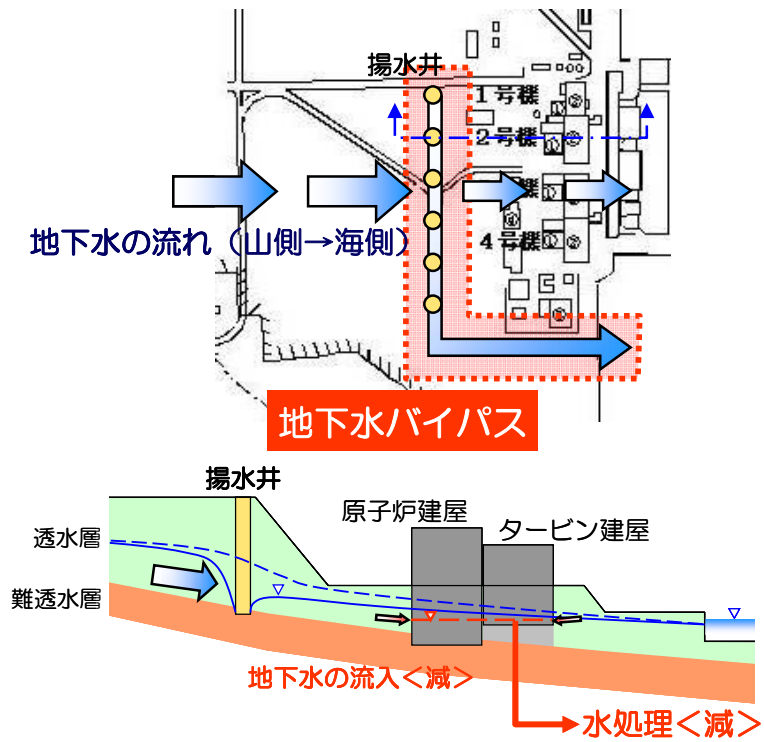 揚水井
1号機
2号機
機
4号機
地下水の流れ（山側→海側）
地下水バイパス
揚水井
原子炉建屋
タービン建屋
透水層
難透水層
地下水の流入＜減＞
水処理＜減＞